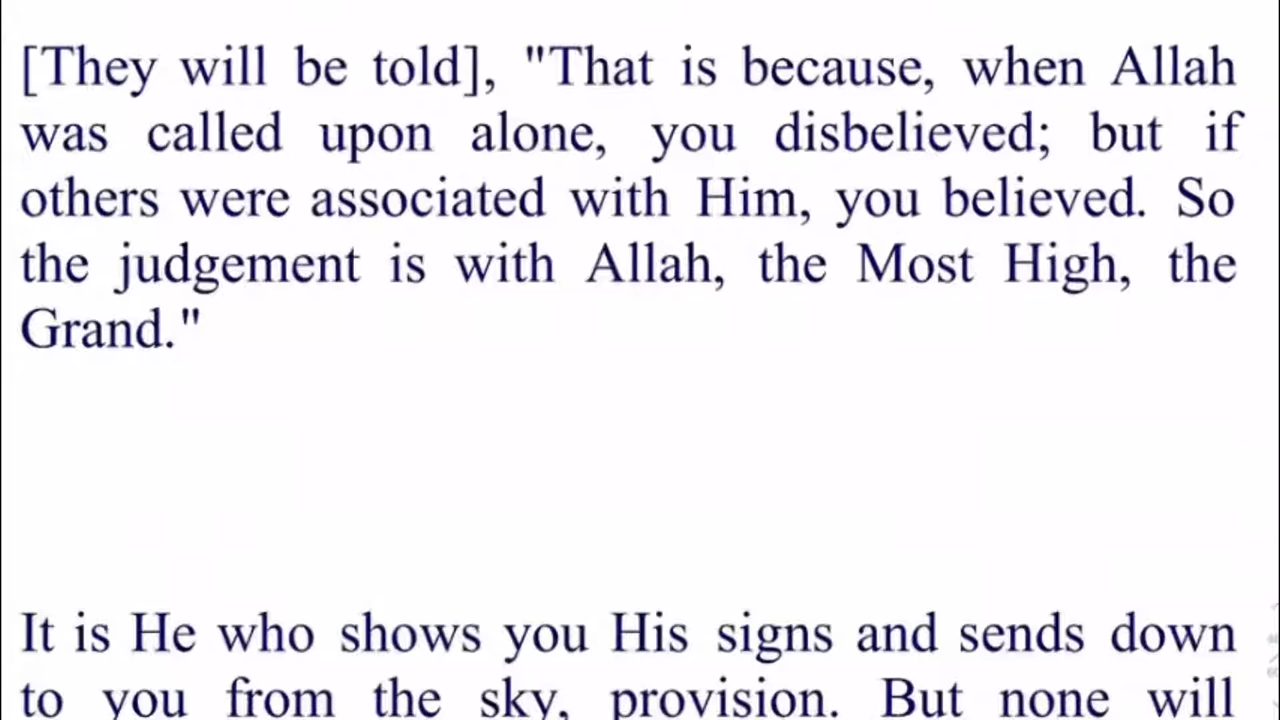 [They will be told], "That is because, when Allah
was called upon alone, you disbelieved; but if
others were associated with Him, you believed. So
the judgement is with Allah, the Most High, the
Grand."
It is He who shows you His signs and sends down
to you from the sky, provision. But none will